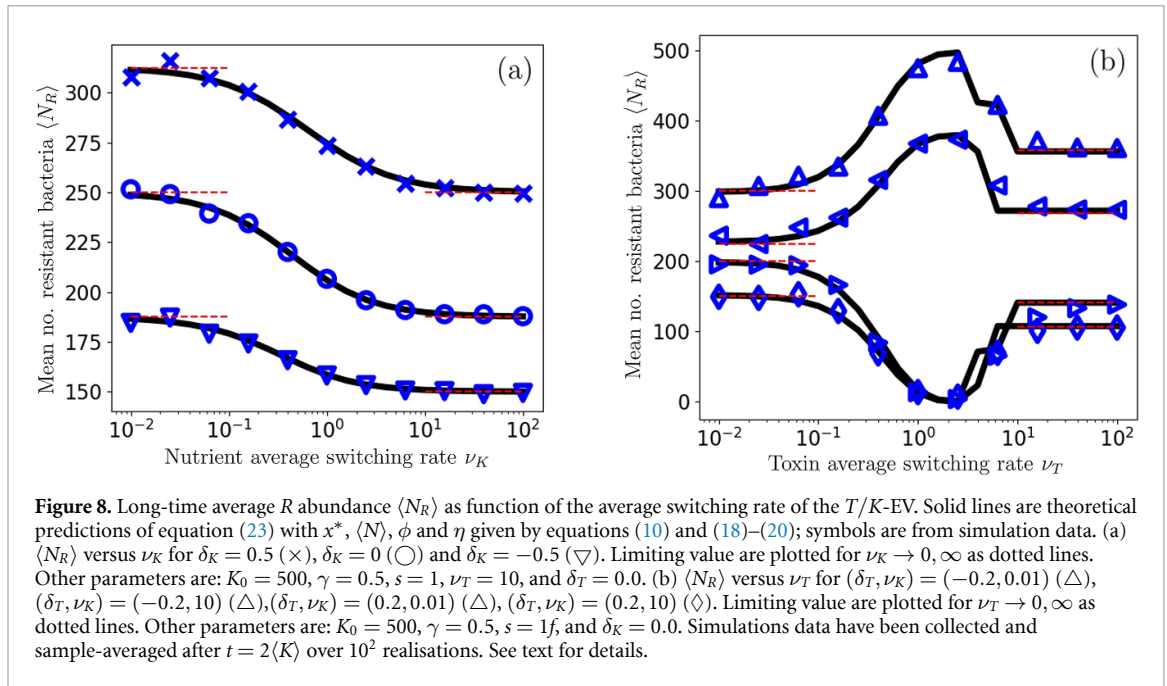 (a)
Mean no. resistant bacteria ⟨N_R⟩
300
275
250
225
200
175
150
10^−2 10^−1 10^0 10^1 10^2
Nutrient average switching rate ν_K
(b)
Mean no. resistant bacteria ⟨N_R⟩
500
400
300
200
100
0
10^−2 10^−1 10^0 10^1 10^2
Toxin average switching rate ν_T
Figure 8. Long-time average R abundance ⟨N_R⟩ as function of the average switching rate of the T/K-EV. Solid lines are theoretical
predictions of equation (23) with x*, ⟨N⟩, ϕ and η given by equations (10) and (18)–(20); symbols are from simulation data. (a)
⟨N_R⟩ versus ν_K for δ_K = 0.5 (×), δ_K = 0 (◯) and δ_K = −0.5 (▽). Limiting value are plotted for ν_K → 0, ∞ as dotted lines.
Other parameters are: K_0 = 500, γ = 0.5, s = 1, ν_T = 10, and δ_T = 0.0. (b) ⟨N_R⟩ versus ν_T for (δ_T, ν_K) = (−0.2, 0.01) (△),
(δ_T, ν_K) = (−0.2, 10) (△),(δ_T, ν_K) = (0.2, 0.01) (△), (δ_T, ν_K) = (0.2, 10) (◊). Limiting value are plotted for ν_T → 0, ∞ as
dotted lines. Other parameters are: K_0 = 500, γ = 0.5, s = 1f, and δ_K = 0.0. Simulations data have been collected and
sample-averaged after t = 2⟨K⟩ over 10^2 realisations. See text for details.